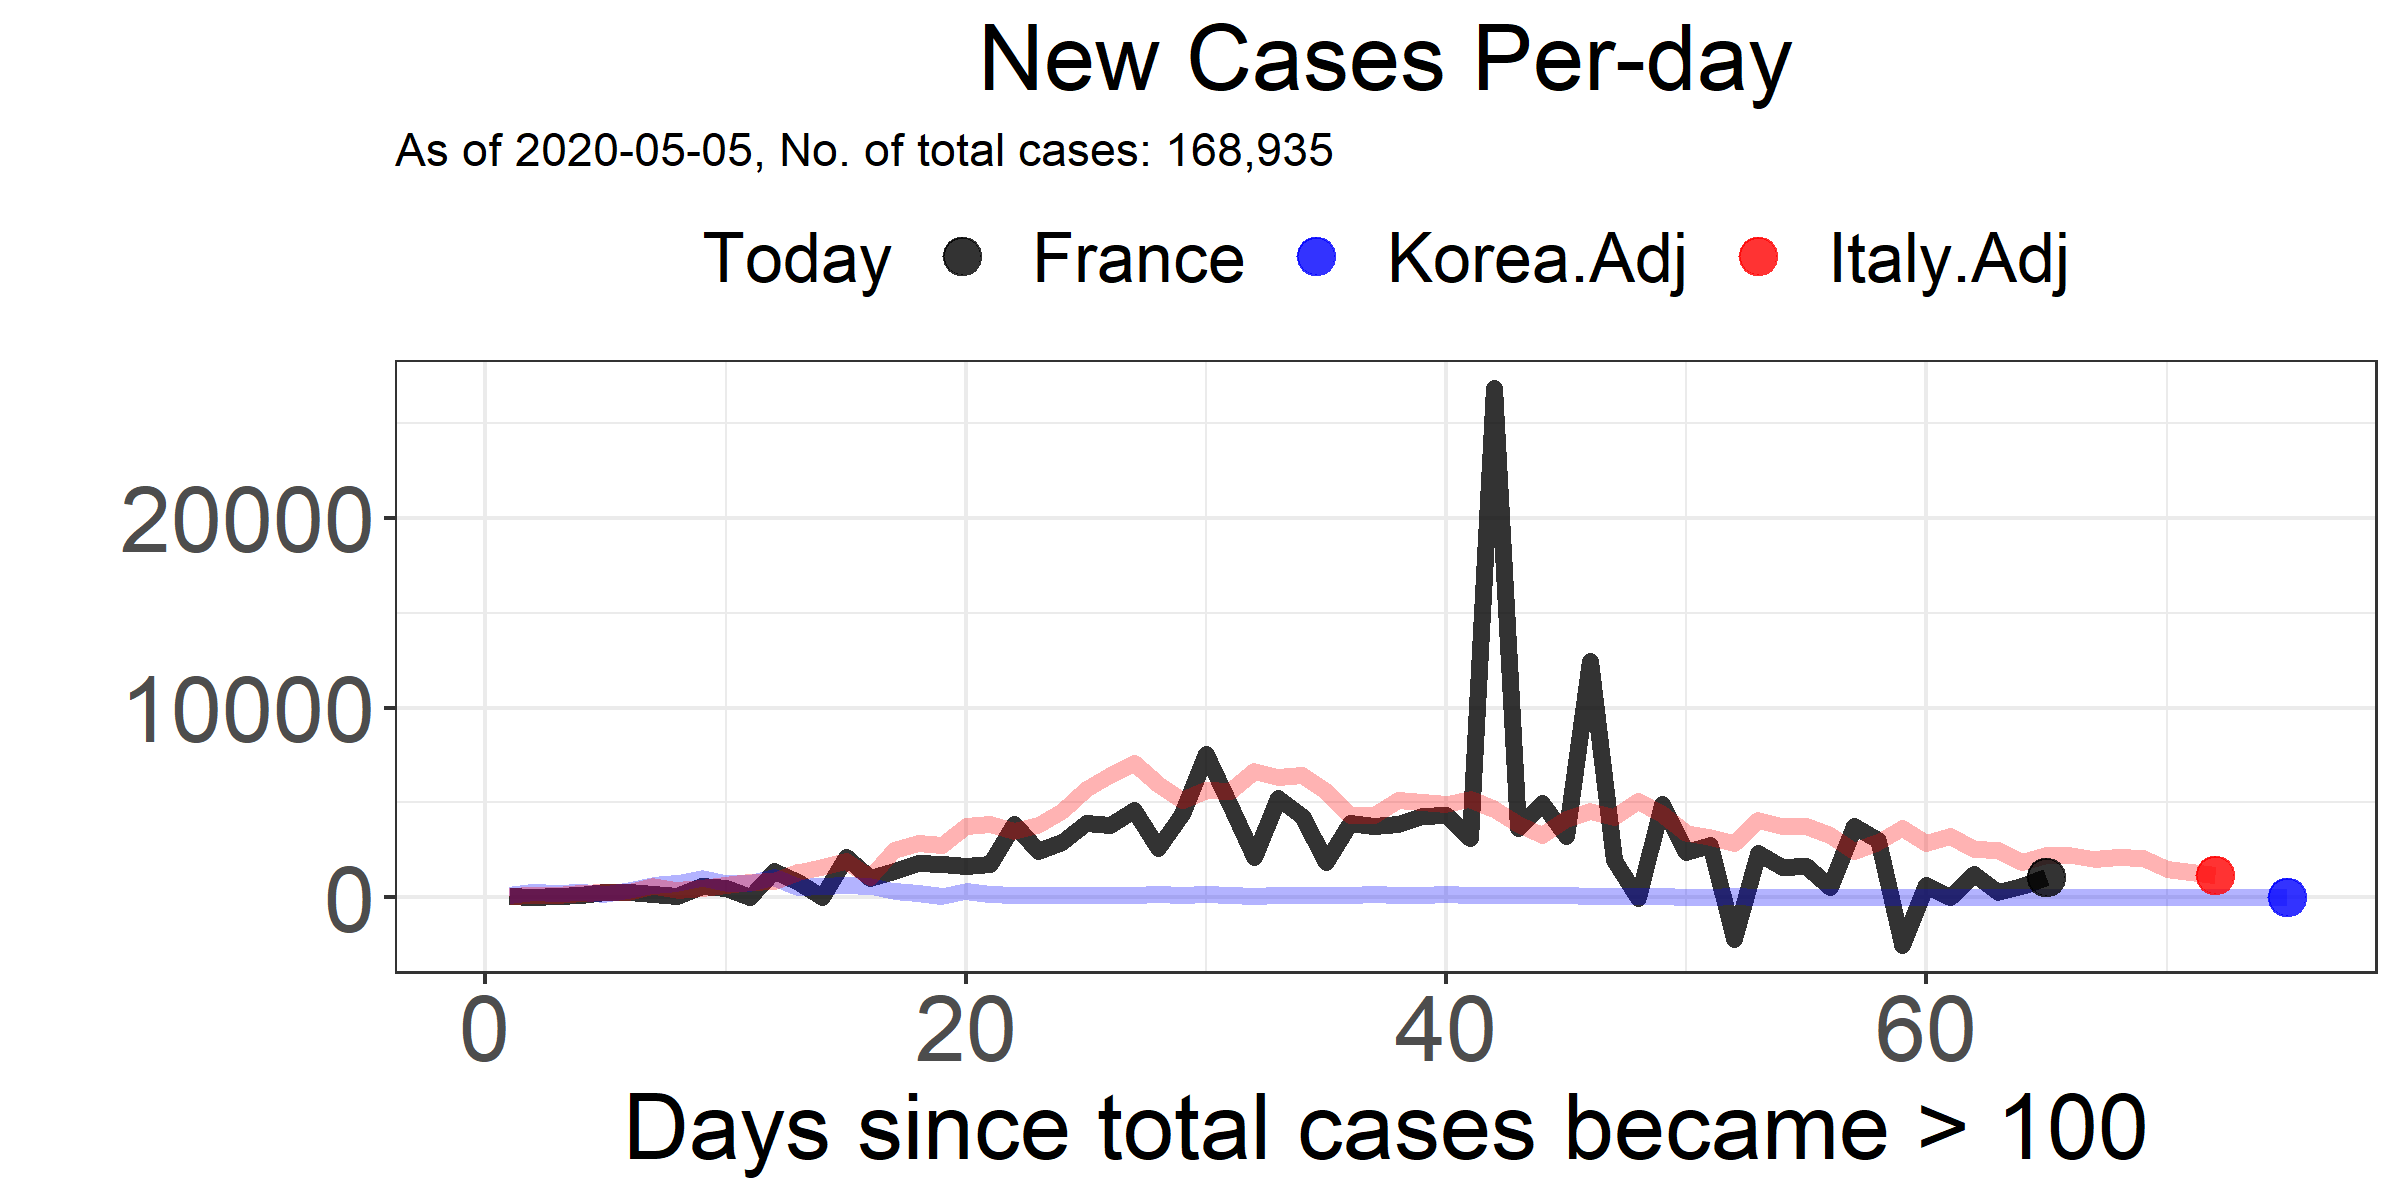 New Cases Per-day
As of 2020-05-05, No. of total cases: 168,935
Today France Korea.Adj Italy.Adj
20000
10000
0
0 20 40 60
Days since total cases became > 100